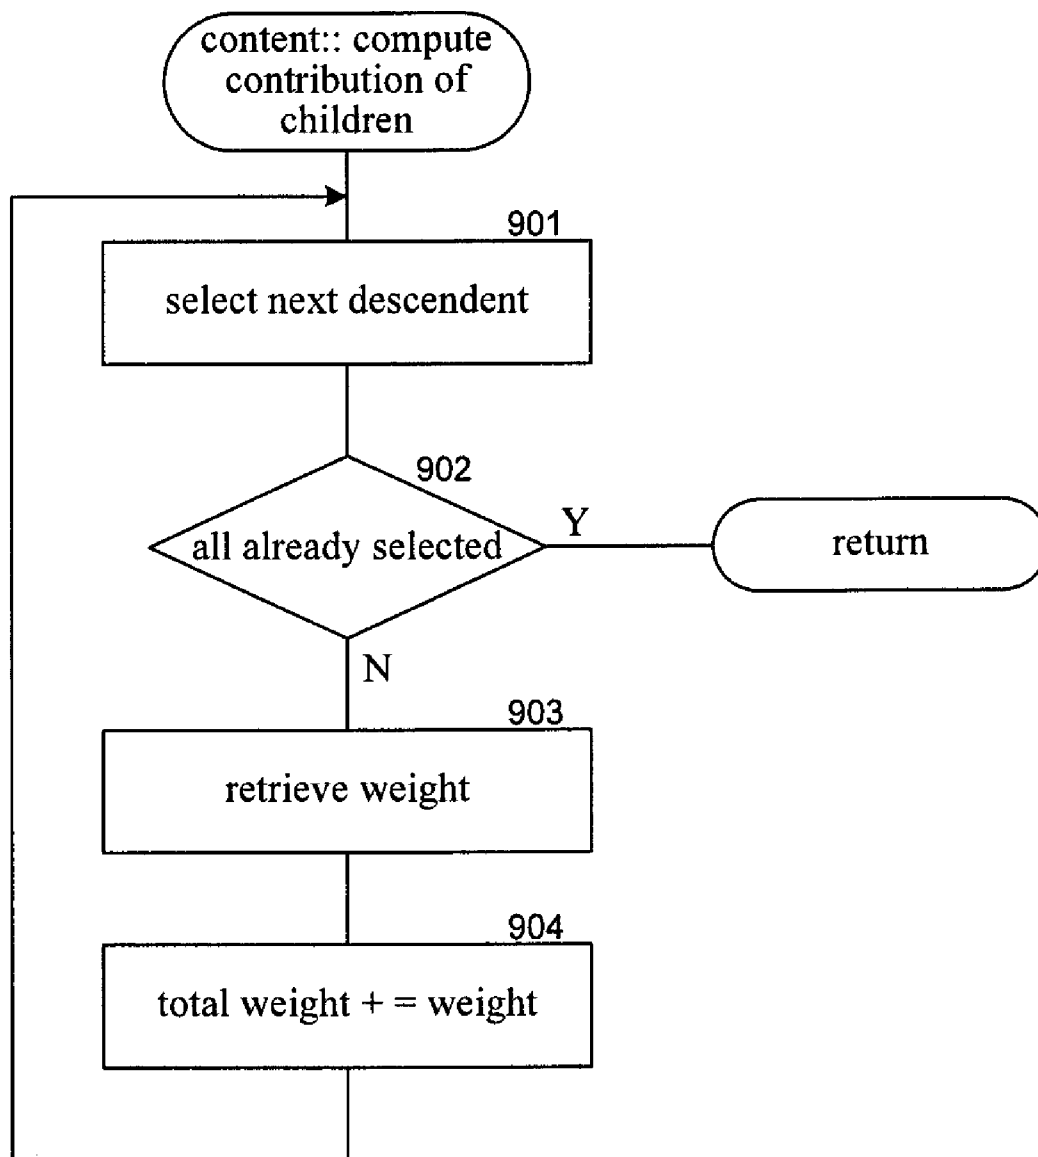 content:: compute
contribution of
children
901
select next descendent
902
all already selected
Y
return
N
903
retrieve weight
904
total weight + = weight